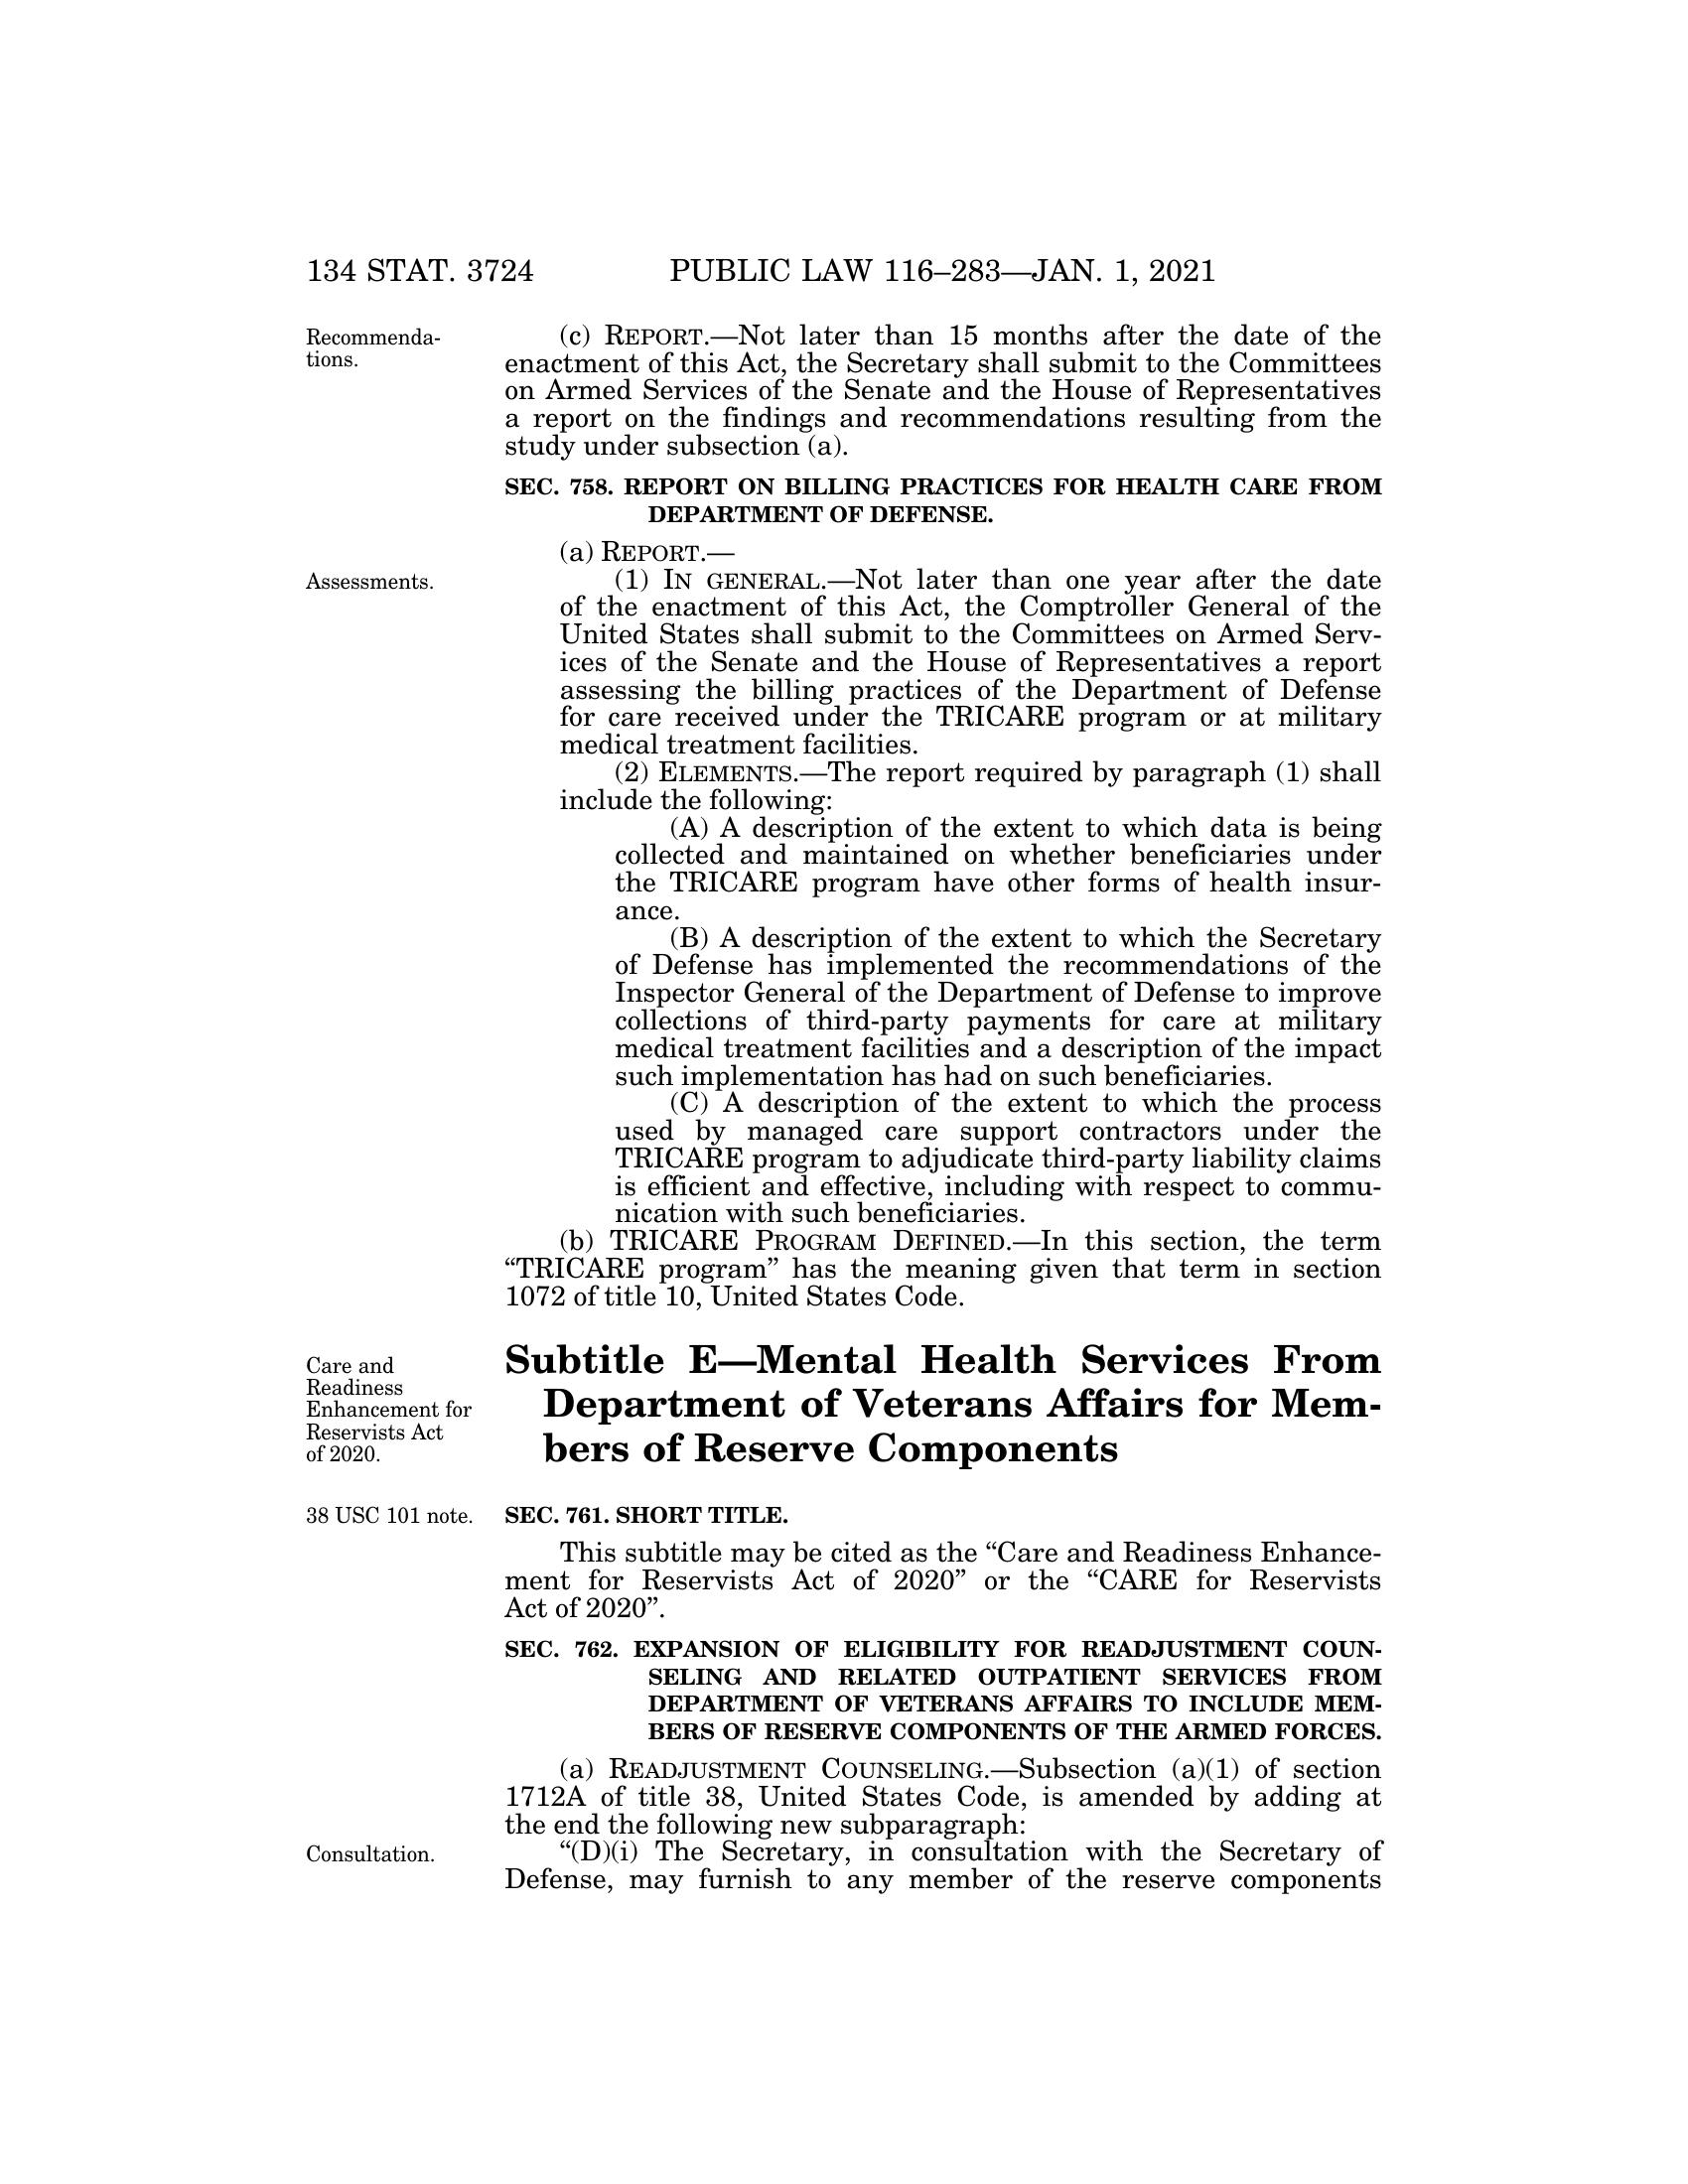 134 STAT. 3724
PUBLIC LAW 116–283—JAN. 1, 2021
Recommenda-
tions.
(c) REPORT.—Not later than 15 months after the date of the
enactment of this Act, the Secretary shall submit to the Committees
on Armed Services of the Senate and the House of Representatives
a report on the findings and recommendations resulting from the
study under subsection (a).
SEC. 758. REPORT ON BILLING PRACTICES FOR HEALTH CARE FROM
DEPARTMENT OF DEFENSE.
(a) REPORT.—
Assessments.
(1) IN GENERAL.—Not later than one year after the date
of the enactment of this Act, the Comptroller General of the
United States shall submit to the Committees on Armed Serv-
ices of the Senate and the House of Representatives a report
assessing the billing practices of the Department of Defense
for care received under the TRICARE program or at military
medical treatment facilities.
(2) ELEMENTS.—The report required by paragraph (1) shall
include the following:
(A) A description of the extent to which data is being
collected and maintained on whether beneficiaries under
the TRICARE program have other forms of health insur-
ance.
(B) A description of the extent to which the Secretary
of Defense has implemented the recommendations of the
Inspector General of the Department of Defense to improve
collections of third-party payments for care at military
medical treatment facilities and a description of the impact
such implementation has had on such beneficiaries.
(C) A description of the extent to which the process
used by managed care support contractors under the
TRICARE program to adjudicate third-party liability claims
is efficient and effective, including with respect to commu-
nication with such beneficiaries.
(b) TRICARE PROGRAM DEFINED.—In this section, the term
“TRICARE program” has the meaning given that term in section
1072 of title 10, United States Code.
Care and
Readiness
Enhancement for
Reservists Act
of 2020.
Subtitle E—Mental Health Services From
Department of Veterans Affairs for Mem-
bers of Reserve Components
38 USC 101 note.
SEC. 761. SHORT TITLE.
This subtitle may be cited as the “Care and Readiness Enhance-
ment for Reservists Act of 2020” or the “CARE for Reservists
Act of 2020”.
SEC. 762. EXPANSION OF ELIGIBILITY FOR READJUSTMENT COUN-
SELING AND RELATED OUTPATIENT SERVICES FROM
DEPARTMENT OF VETERANS AFFAIRS TO INCLUDE MEM-
BERS OF RESERVE COMPONENTS OF THE ARMED FORCES.
(a) READJUSTMENT COUNSELING.—Subsection (a)(1) of section
1712A of title 38, United States Code, is amended by adding at
the end the following new subparagraph:
Consultation.
“(D)(i) The Secretary, in consultation with the Secretary of
Defense, may furnish to any member of the reserve components